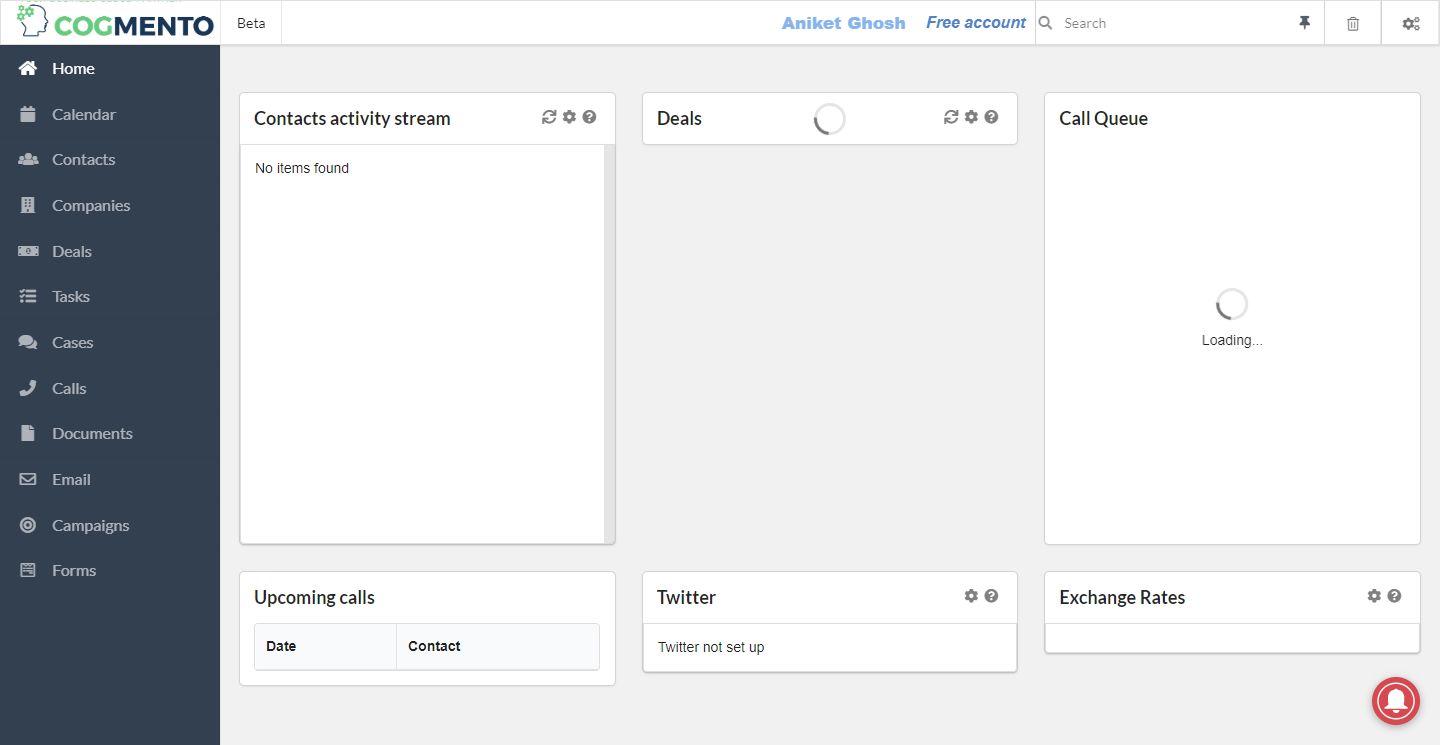 COGMENTO
Beta
Aniket Ghosh
Free account
Search
Home
Calendar
Contacts
Companies
Deals
Tasks
Cases
Calls
Documents
Email
Campaigns
Forms
Contacts activity stream
No items found
Deals
Call Queue
Loading...
Upcoming calls
Date Contact
Twitter
Twitter not set up
Exchange Rates